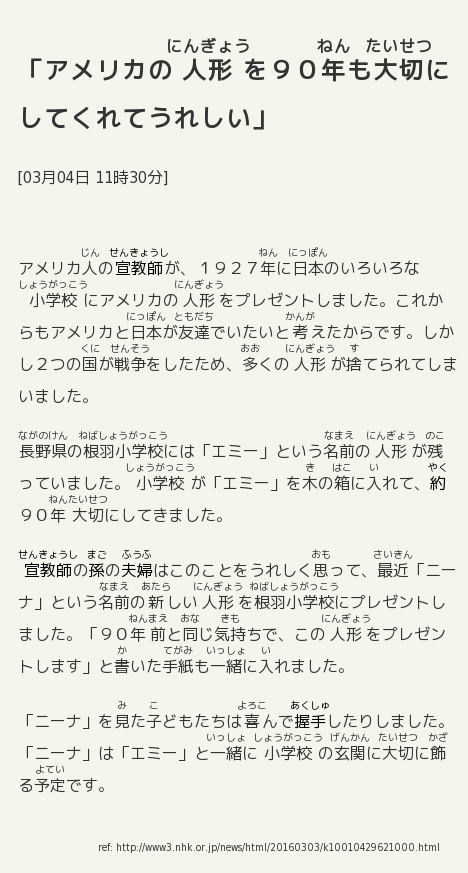 「アメリカの 人形 を９０年も大切に
してくれてうれしい」
[03月04日 11時30分]
アメリカ人の宣教師が、１９２７年に日本のいろいろな
小学校 にアメリカの 人形 をプレゼントしました。これか
らもアメリカと日本が友達でいたいと考えたからです。しか
し２つの国が戦争をしたため、多くの 人形 が捨てられてしま
いました。
長野県の根羽小学校には「エミー」という名前の 人形 が残
っていました。 小学校 が「エミー」を木の箱に入れて、約
９０年 大切にしてきました。
宣教師の孫の夫婦はこのことをうれしく思って、最近「ニー
ナ」という名前の新しい 人形 を根羽小学校にプレゼントし
ました。「９０年 前と同じ気持ちで、この 人形 をプレゼン
トします」と書いた手紙も一緒に入れました。
「ニーナ」を見た子どもたちは喜んで握手したりしました。
「ニーナ」は「エミー」と一緒に 小学校 の玄関に大切に飾
る予定です。
ref: http://www3.nhk.or.jp/news/html/20160303/k10010429621000.html